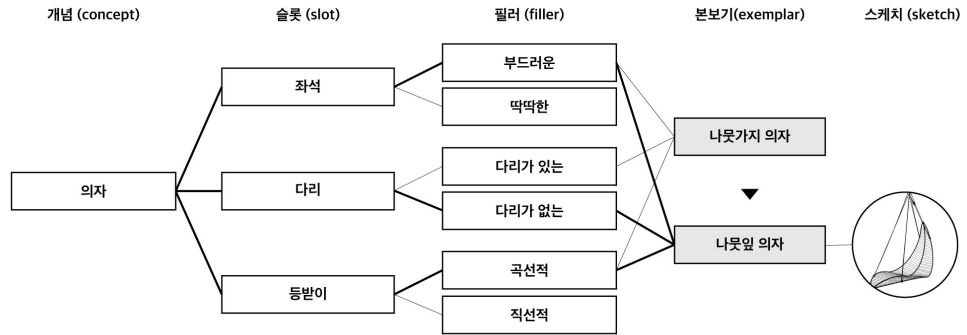 개념 (concept)
슬롯 (slot)
필러 (filler)
본보기(exemplar)
스케치 (sketch)
의자
좌석
다리
등받이
부드러운
딱딱한
다리가 있는
다리가 없는
곡선적
직선적
나뭇가지 의자
나뭇잎 의자